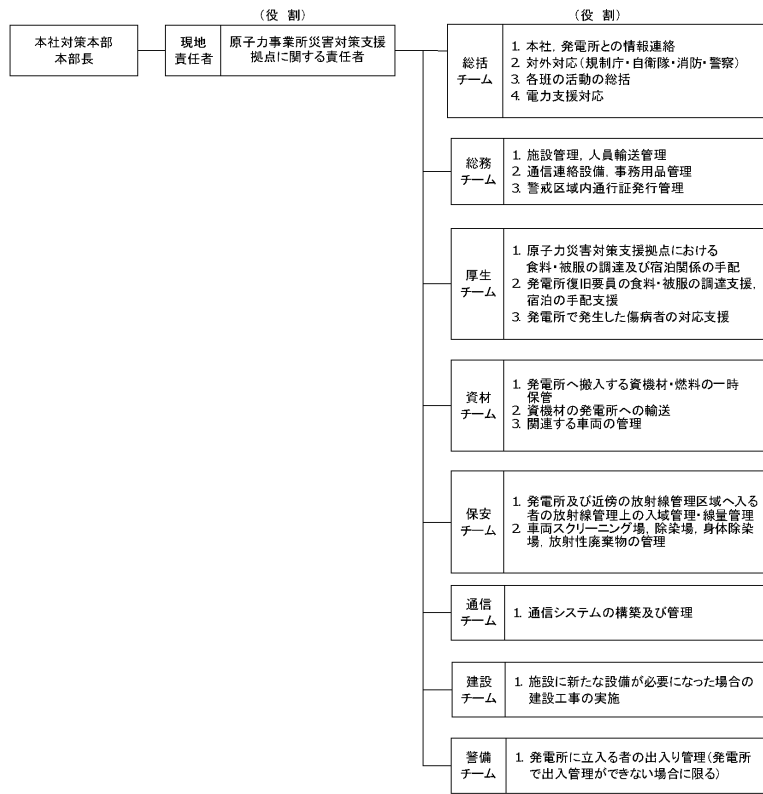 (役 割)
(役 割)
本社対策本部
本部長
現地
責任者
原子力事業所災害対策支援
拠点に関する責任者
総括
チーム
1. 本社,発電所との情報連絡
2. 対外対応(規制庁・自衛隊・消防・警察)
3. 各班の活動の総括
4. 電力支援対応
総務
チーム
1. 施設管理,人員輸送管理
2. 通信連絡設備,事務用品管理
3. 警戒区域内通行証発行管理
厚生
チーム
1. 原子力災害対策支援拠点における
食料・被服の調達及び宿泊関係の手配
2. 発電所復旧要員の食料・被服の調達支援,
宿泊の手配支援
3. 発電所で発生した傷病者の対応支援
資材
チーム
1. 発電所へ搬入する資機材・燃料の一時
保管
2. 資機材の発電所への輸送
3. 関連する車両の管理
保安
チーム
1. 発電所及び近傍の放射線管理区域へ入る
者の放射線管理上の入域管理・線量管理
2. 車両スクリーニング場,除染場,身体除染
場,放射性廃棄物の管理
通信
チーム
1. 通信システムの構築及び管理
建設
チーム
1. 施設に新たな設備が必要になった場合の
建設工事の実施
警備
チーム
1. 発電所に立入る者の出入り管理(発電所
で出入管理ができない場合に限る)